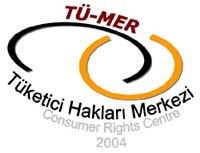 TÜ-MER
Tüketici Hakları Merkezi
Consumer Rights Centre
2004